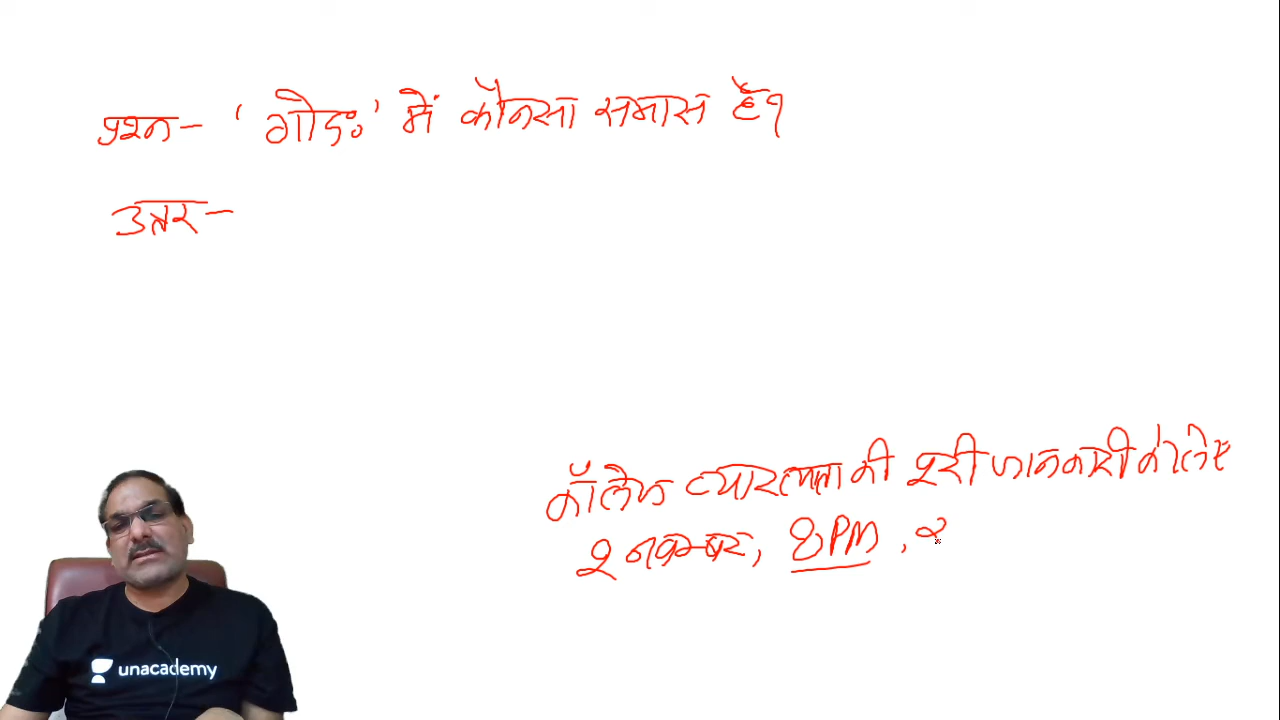 प्रश्न- 'गोदः' में कौनसा समास है?
उत्तर-
कॉलेज व्याख्याता की पूरी जानकारी के लिए
2 नवम्बर, 8PM,
unacademy